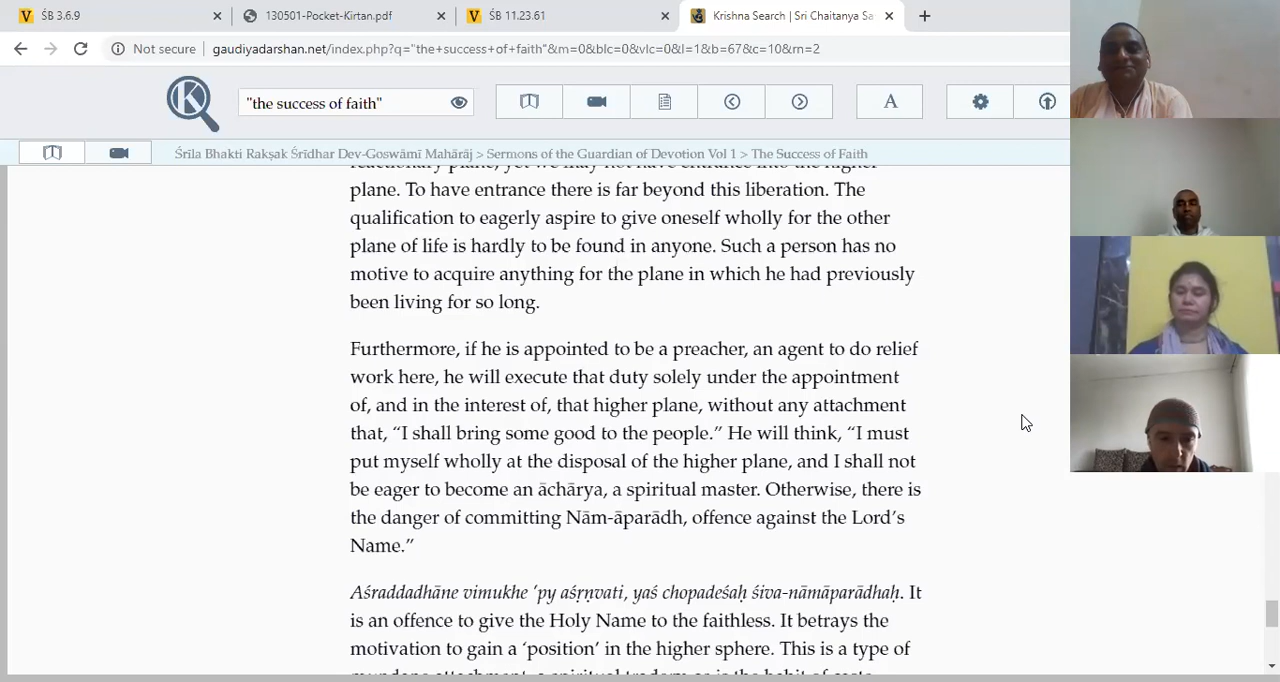 ŚB 3.6.9
130501-Pocket-Kirtan.pdf
ŚB 11.23.61
Krishna Search | Sri Chaitanya Sa
Not secure
gaudiyadarshan.net/index.php?q="the+success+of+faith"&m=0&blc=0&vlc=0&l=1&b=67&c=10&rn=2
"the success of faith"
A
Śrīla Bhakti Rakṣak Śrīdhar Dev-Goswāmī Mahārāj > Sermons of the Guardian of Devotion Vol 1 > The Success of Faith
reactionary plane, yet we may not have entrance into the higher
plane. To have entrance there is far beyond this liberation. The
qualification to eagerly aspire to give oneself wholly for the other
plane of life is hardly to be found in anyone. Such a person has no
motive to acquire anything for the plane in which he had previously
been living for so long.
Furthermore, if he is appointed to be a preacher, an agent to do relief
work here, he will execute that duty solely under the appointment
of, and in the interest of, that higher plane, without any attachment
that, “I shall bring some good to the people.” He will think, “I must
put myself wholly at the disposal of the higher plane, and I shall not
be eager to become an āchārya, a spiritual master. Otherwise, there is
the danger of committing Nām-āparādh, offence against the Lord’s
Name.”
Aśraddadhāne vimukhe ’py aśṛṇvati, yaś chopadeśaḥ śiva-nāmāparādhaḥ. It
is an offence to give the Holy Name to the faithless. It betrays the
motivation to gain a ‘position’ in the higher sphere. This is a type of